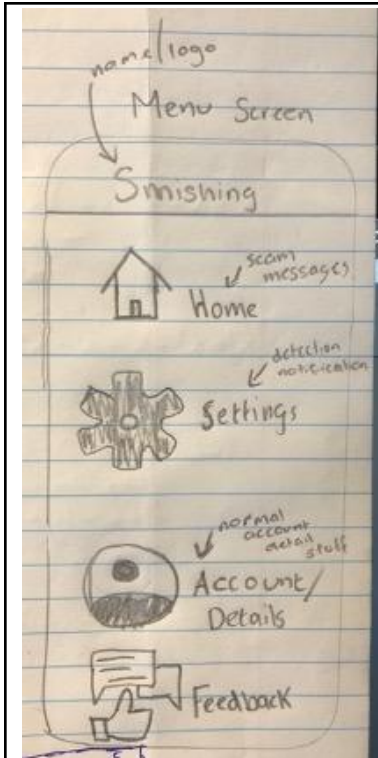 name/logo
Menu Screen
Smishing
scam
messages
Home
detection
notification
Settings
normal
account
detail
stuff
Account/
Details
Feedback